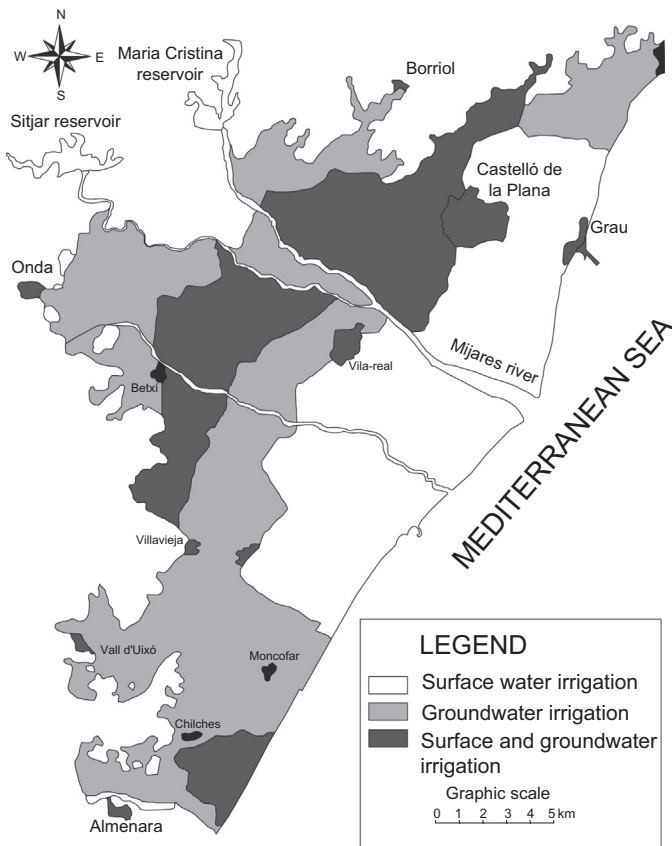 N
W E
S
Maria Cristina
reservoir
Borriol
Sitjar reservoir
Castelló de
la Plana
Grau
Onda
Mijares river
Vila-real
Betxi
MEDITERRANEAN SEA
Villavieja
Vall d'Uixó
Moncofar
Chilches
Almenara
LEGEND
Surface water irrigation
Groundwater irrigation
Surface and groundwater
irrigation
Graphic scale
0 1 2 3 4 5 km